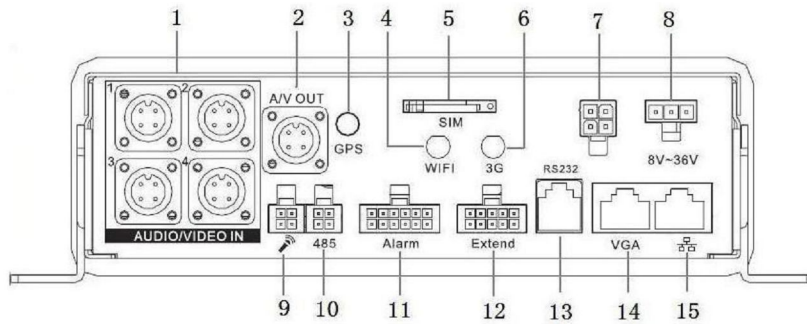 1 2 3 4 5 6 7 8
1 2
A/V OUT
GPS
SIM
WIFI 3G
8V~36V
3 4
AUDIO/VIDEO IN
485
Alarm
Extend
RS232
VGA
9 10 11 12 13 14 15